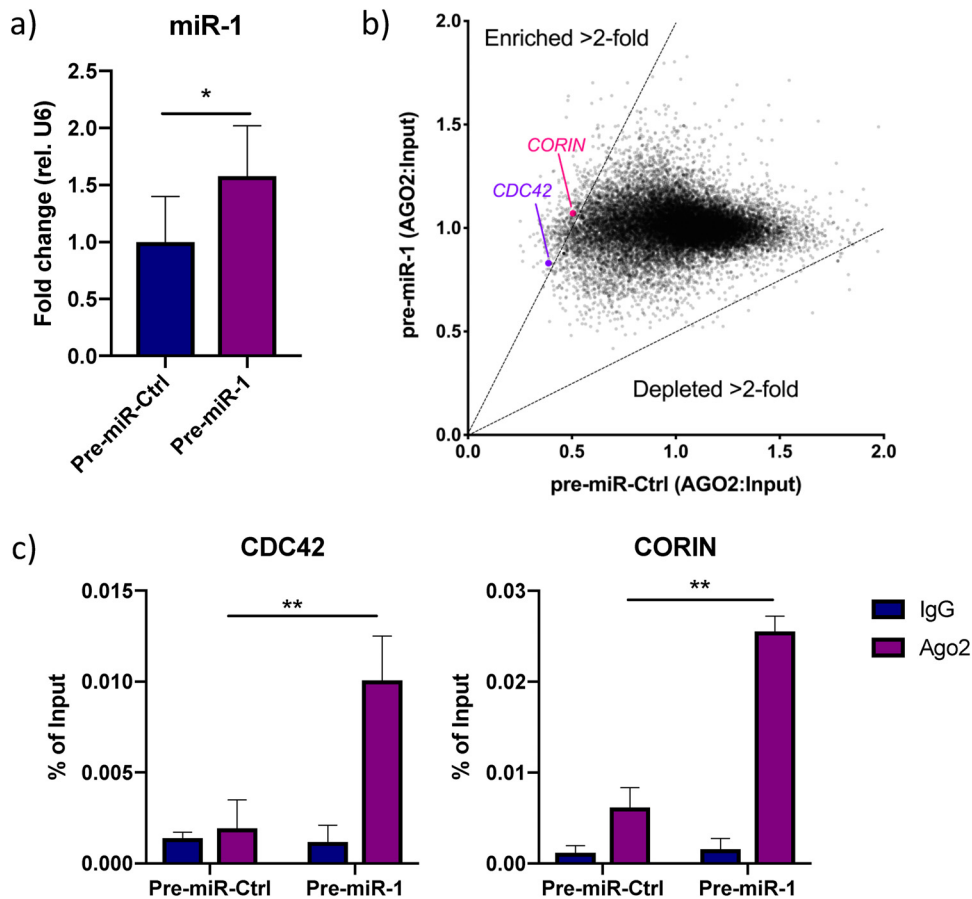 a)
miR-1
Fold change (rel. U6)
2.5
2.0
1.5
1.0
0.5
0.0
*
Pre-miR-Ctrl
Pre-miR-1
b)
pre-miR-1 (AGO2:Input)
2.0
1.5
1.0
0.5
0.0
Enriched >2-fold
CORIN
CDC42
Depleted >2-fold
0.0 0.5 1.0 1.5 2.0
pre-miR-Ctrl (AGO2:Input)
c)
CDC42
% of Input
0.015
0.010
0.005
0.000
**
Pre-miR-Ctrl Pre-miR-1
CORIN
% of Input
0.03
0.02
0.01
0.00
**
Pre-miR-Ctrl Pre-miR-1
IgG
Ago2